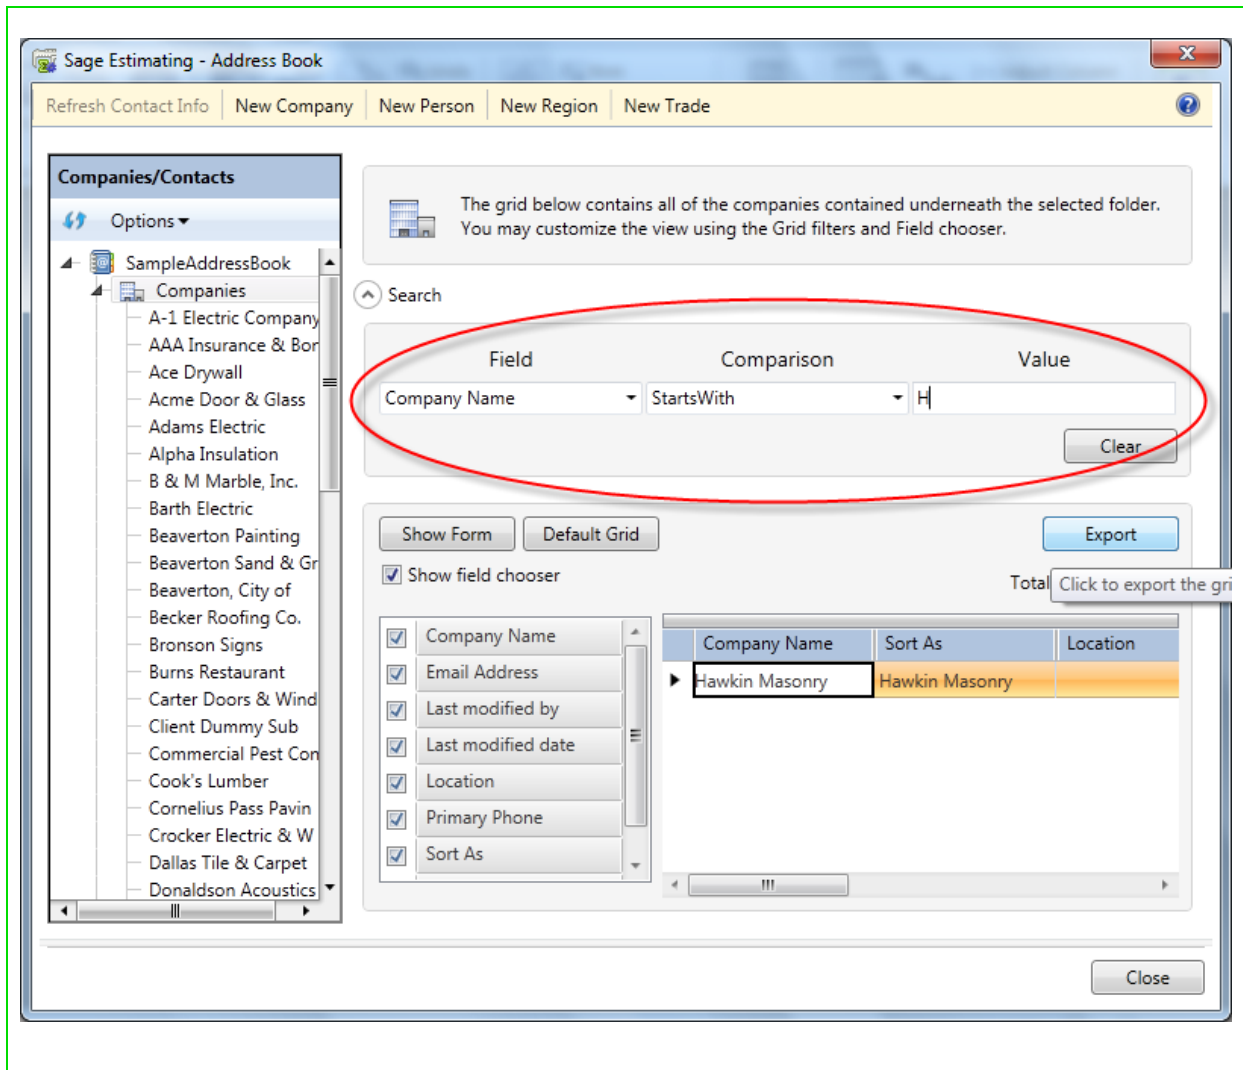 Sage Estimating - Address Book
Refresh Contact Info
New Company
New Person
New Region
New Trade
Companies/Contacts
Options
SampleAddressBook
Companies
A-1 Electric Company
AAA Insurance & Bor
Ace Drywall
Acme Door & Glass
Adams Electric
Alpha Insulation
B & M Marble, Inc.
Barth Electric
Beaverton Painting
Beaverton Sand & Gr
Beaverton, City of
Becker Roofing Co.
Bronson Signs
Burns Restaurant
Carter Doors & Wind
Client Dummy Sub
Commercial Pest Con
Cook's Lumber
Cornelius Pass Pavin
Crocker Electric & W
Dallas Tile & Carpet
Donaldson Acoustics
The grid below contains all of the companies contained underneath the selected folder.
You may customize the view using the Grid filters and Field chooser.
Search
Field Comparison Value
Company Name StartsWith H
Clear
Show Form Default Grid Export
Show field chooser
Total
Click to export the gri
Company Name
Email Address
Last modified by
Last modified date
Location
Primary Phone
Sort As
Company Name Sort As Location
Hawkin Masonry Hawkin Masonry
Close